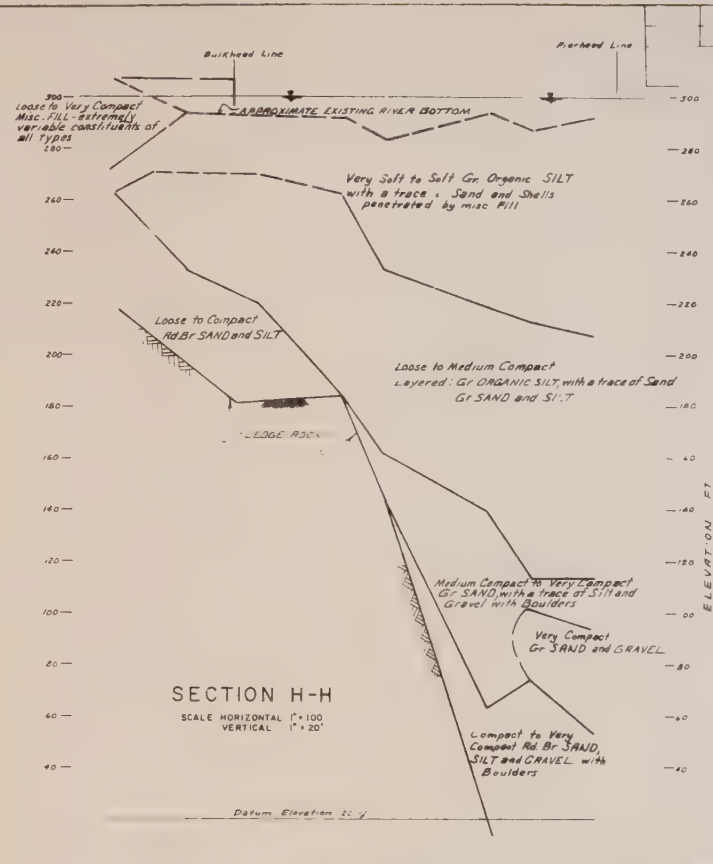 Bulkhead Line
Pierhead Line
300
300
Loose to Very Compact
Misc. FILL - extremely
variable constituents of
all types
APPROXIMATE EXISTING RIVER BOTTOM
280
280
Very Soft to Soft Gr. Organic SILT
with a trace Sand and Shells
penetrated by misc Fill
260
260
240
240
220
220
Loose to Compact
Rd. Br SAND and SILT
200
200
Loose to Medium Compact
Layered: Gr ORGANIC SILT, with a trace of Sand
Gr SAND and SILT
180
180
LEDGE ROCK
160
60
140
140
ELEVATION FT
120
120
Medium Compact to Very Compact
Gr SAND, with a trace of Silt and
Gravel with Boulders
100
00
Very Compact
Gr SAND and GRAVEL
80
80
SECTION H-H
SCALE HORIZONTAL 1" = 100
VERTICAL 1" = 20'
60
60
Compact to Very
Compact Rd. Br SAND,
SILT and GRAVEL with
Boulders
40
40
Datum Elevation 20